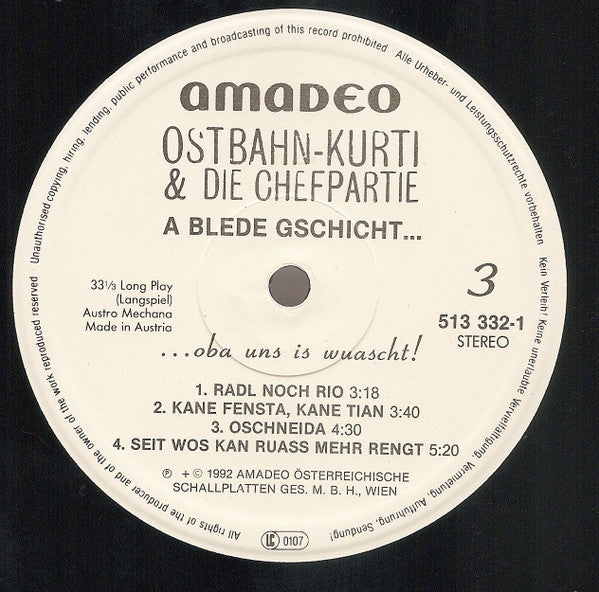 AMADEO
OSTBAHN-KURTI
& DIE CHEFPARTIE
A BLEDE GSCHICHT...
33⅓ Long Play
(Langspiel)
Austro Mechana
Made in Austria
3
513 332-1
STEREO
...oba uns is wuascht!
1. RADL NOCH RIO 3:18
2. KANE FENSTA, KANE TIAN 3:40
3. OSCHNEIDA 4:30
4. SEIT WOS KAN RUASS MEHR RENGT 5:20
℗ + © 1992 AMADEO ÖSTERREICHISCHE
SCHALLPLATTEN GES. M. B. H., WIEN
LC 0107
All rights of the producer and of the owner of the work reproduced reserved Unauthorised copying, hiring, lending, public performance and broadcasting of this record prohibited Alle Urheber- und Leistungsschutzrechte vorbehalten Kein Verleih! Keine unerlaubte Vervielfältigung, Vermietung, Aufführung, Sendung!